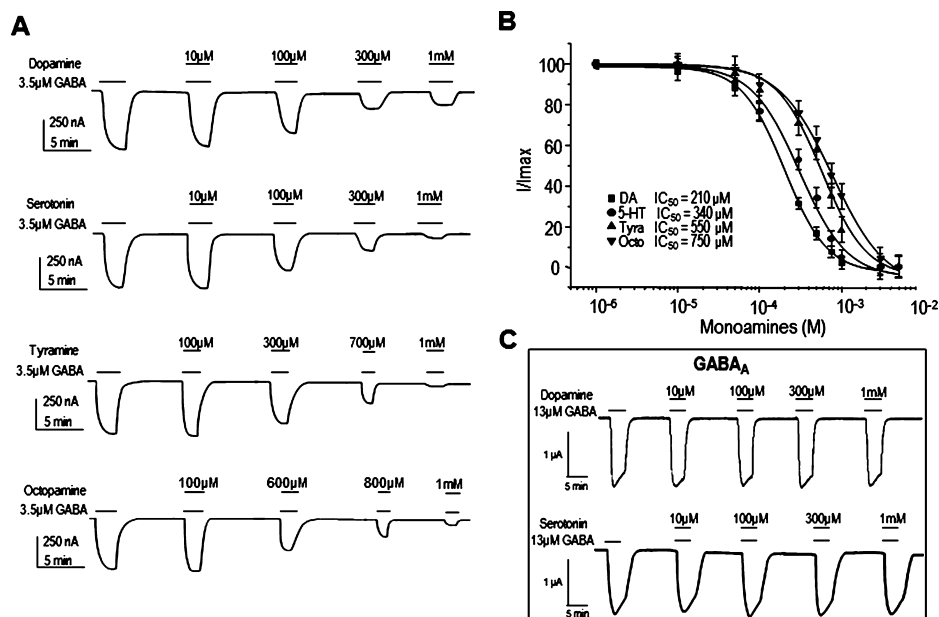 A
Dopamine 10µM 100µM 300µM 1mM
3.5µM GABA
250 nA
5 min
Serotonin 10µM 100µM 300µM 1mM
3.5µM GABA
250 nA
5 min
Tyramine 100µM 300µM 700µM 1mM
3.5µM GABA
250 nA
5 min
Octopamine 100µM 600µM 800µM 1mM
3.5µM GABA
250 nA
5 min
B
I/Imax
100
80
60
40
20
0
DA IC50 = 210 µM
5-HT IC50 = 340 µM
Tyra IC50 = 550 µM
Octo IC50 = 750 µM
10-6 10-5 10-4 10-3 10-2
Monoamines (M)
C
GABAA
Dopamine 10µM 100µM 300µM 1mM
13µM GABA
1 µA
5 min
Serotonin 10µM 100µM 300µM 1mM
13µM GABA
1 µA
5 min